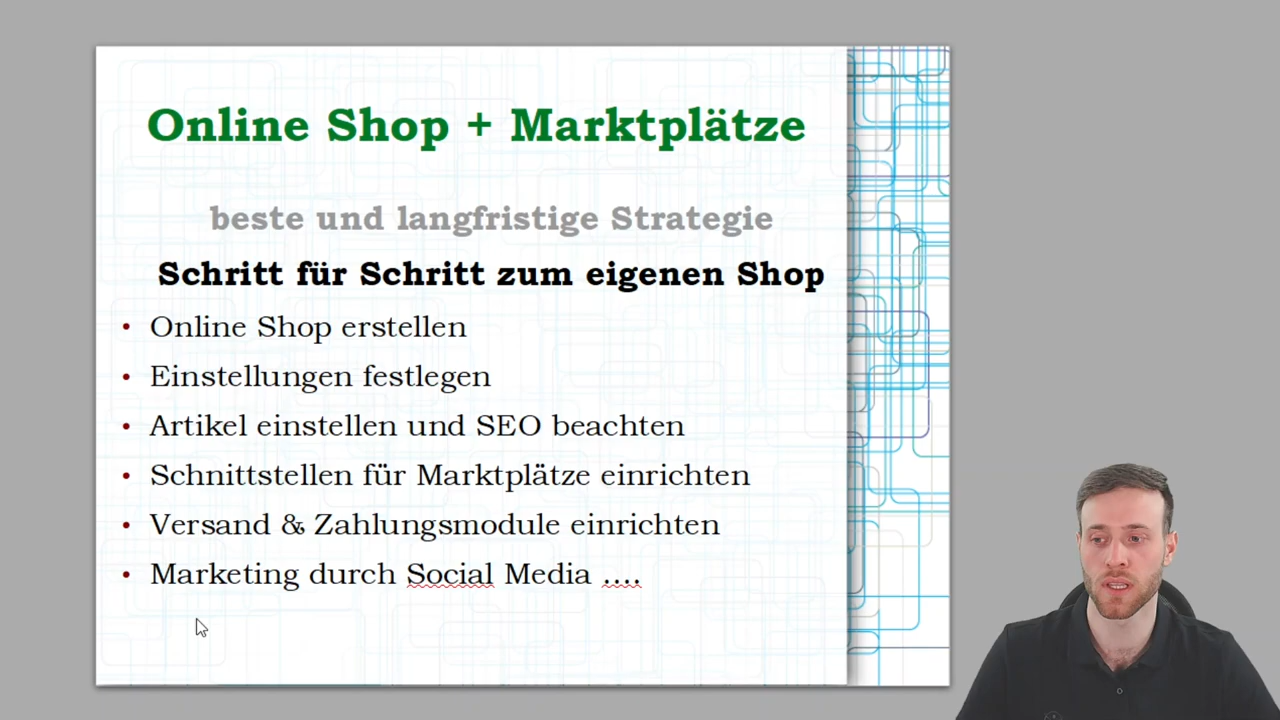 Online Shop + Marktplätze
beste und langfristige Strategie
Schritt für Schritt zum eigenen Shop
• Online Shop erstellen
• Einstellungen festlegen
• Artikel einstellen und SEO beachten
• Schnittstellen für Marktplätze einrichten
• Versand & Zahlungsmodule einrichten
• Marketing durch Social Media ....